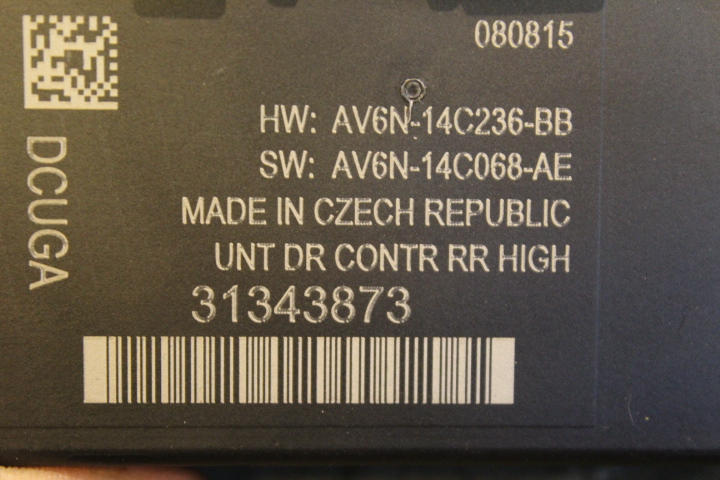 080815
HW: AV6N-14C236-BB
SW: AV6N-14C068-AE
MADE IN CZECH REPUBLIC
UNT DR CONTR RR HIGH
31343873
DCUGA